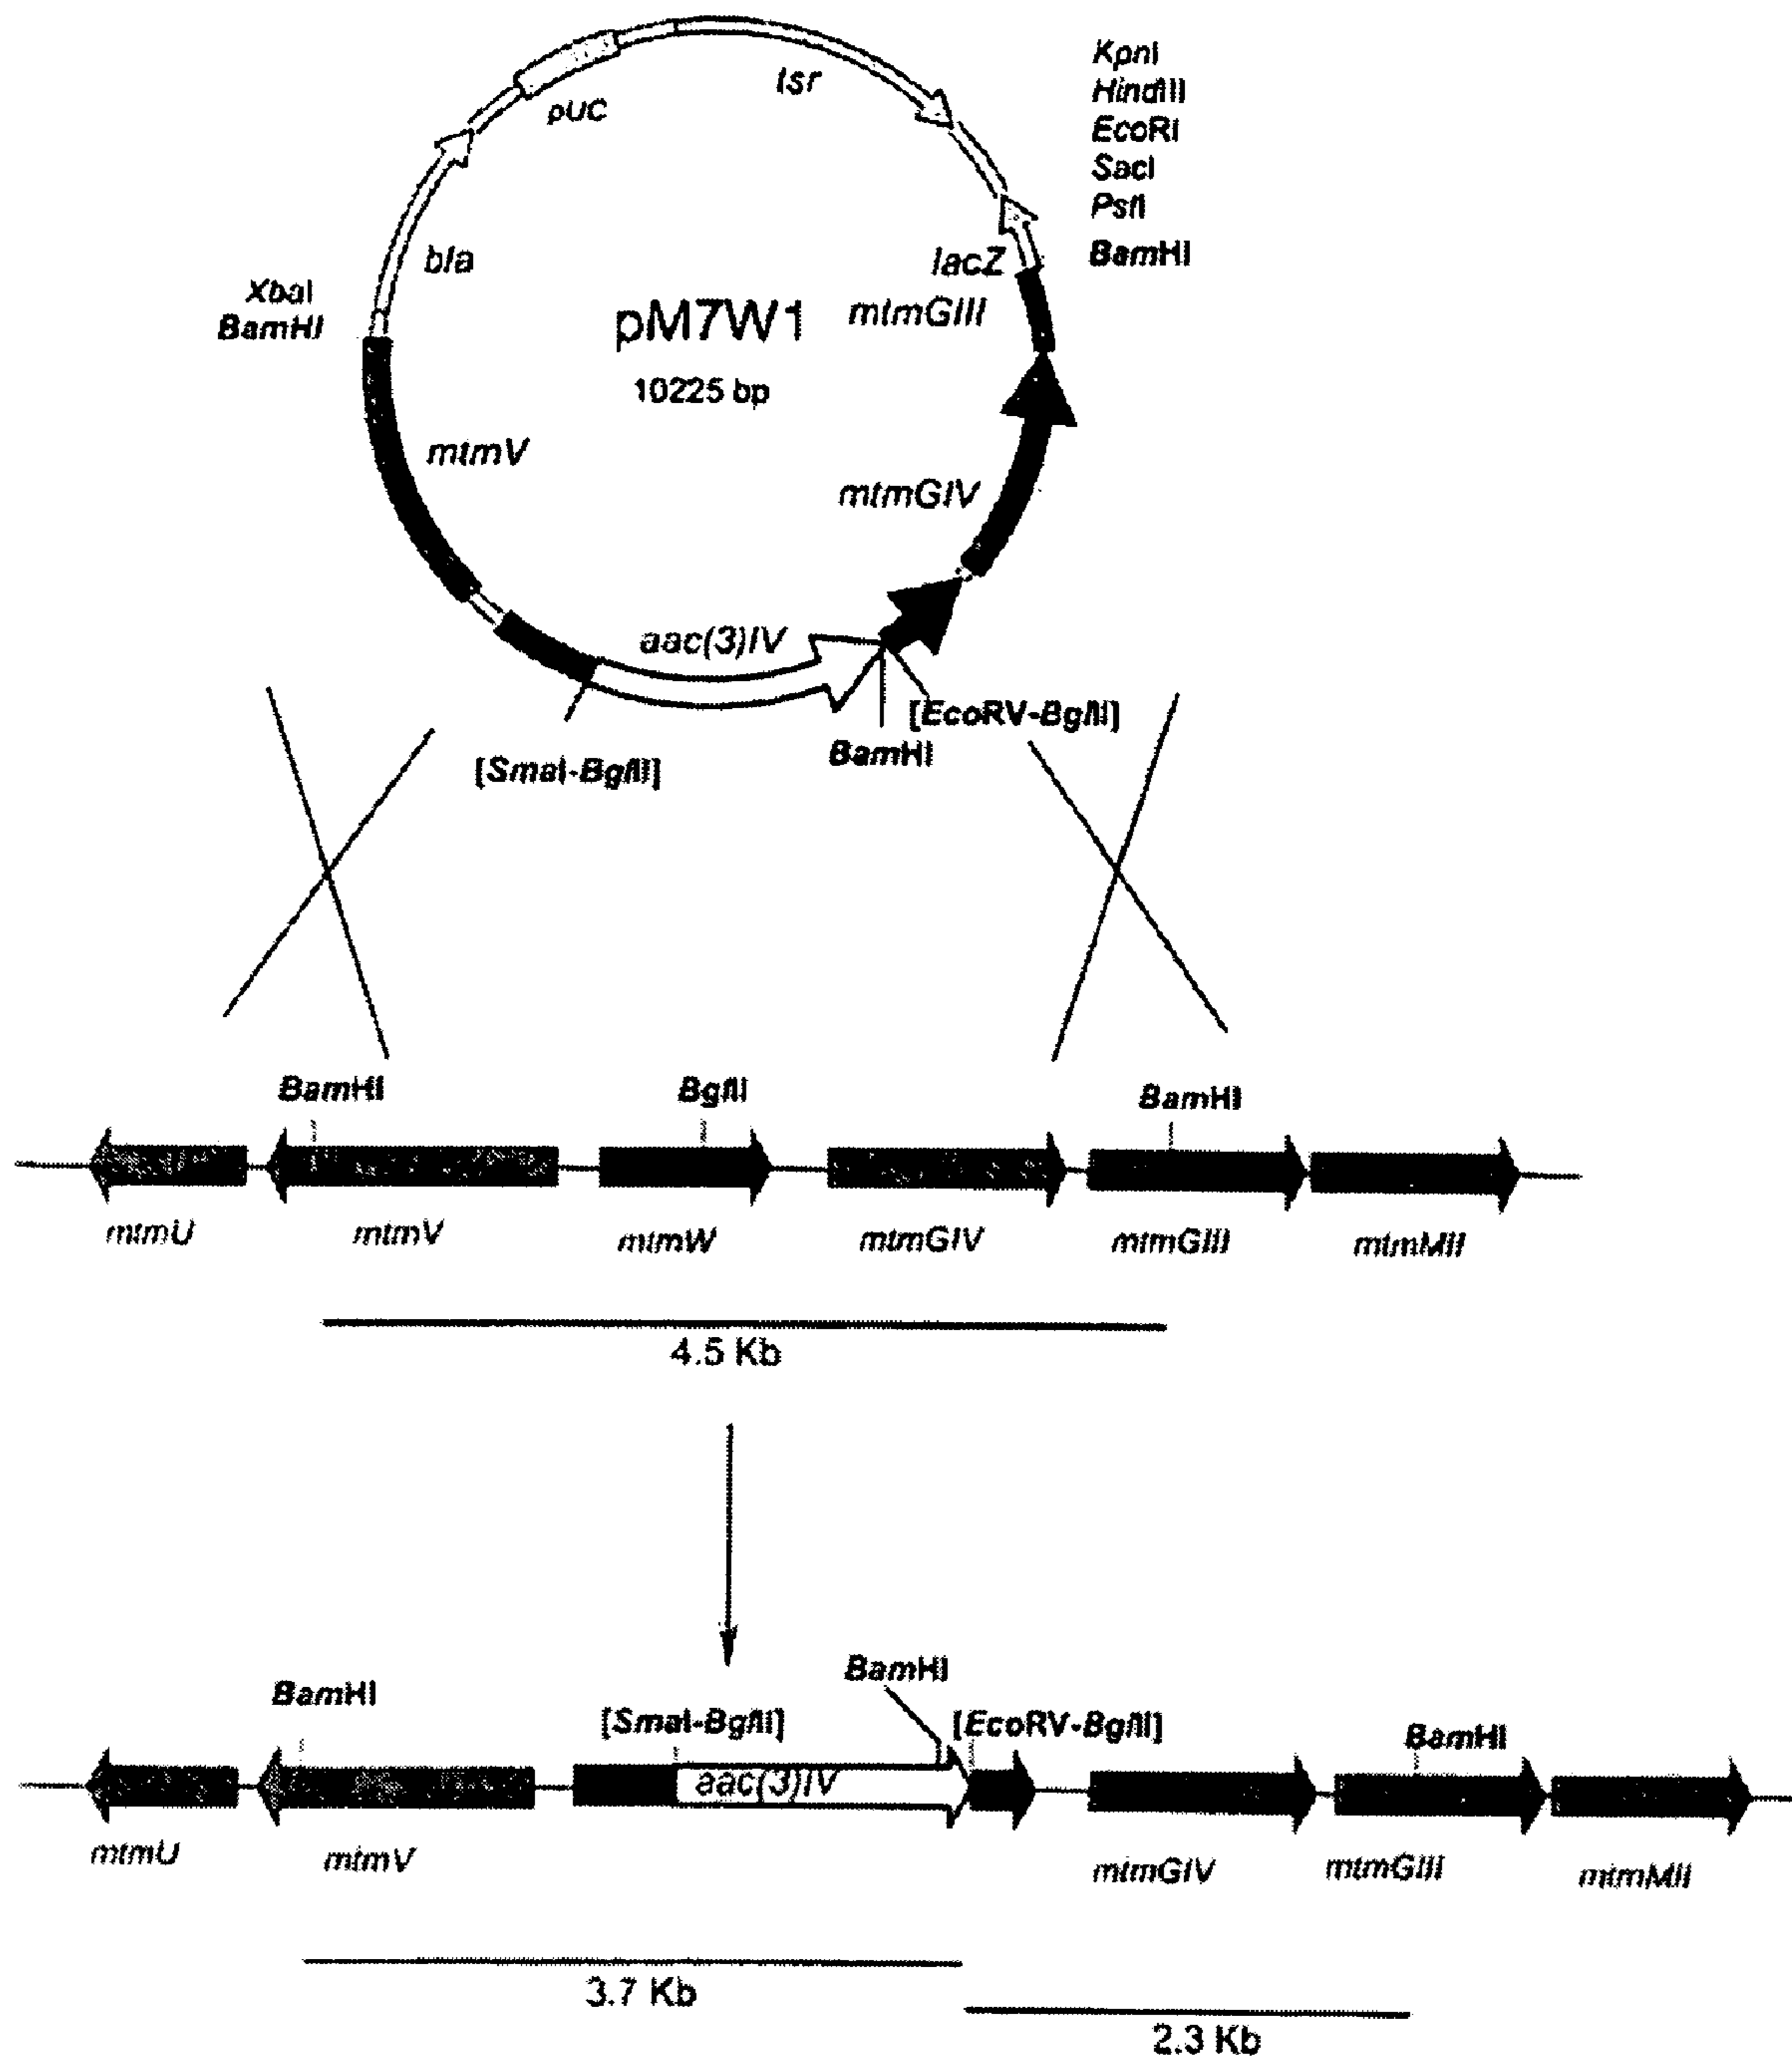 tsr
pUC
KpnI
HindIII
EcoRI
SacI
PstI
BamHI
bla
lacZ
XbaI
BamHI
pM7W1
mtmGIII
10225 bp
mtmV
mtmGIV
aac(3)IV
[EcoRV-BglII]
BamHI
[SmaI-BglII]
BamHI
BglII
BamHI
mtmU
mtmV
mtmW
mtmGIV
mtmGIII
mtmMII
4.5 Kb
BamHI
BamHI
[SmaI-BglII]
[EcoRV-BglII]
BamHI
aac(3)IV
mtmU
mtmV
mtmGIV
mtmGIII
mtmMII
3.7 Kb
2.3 Kb